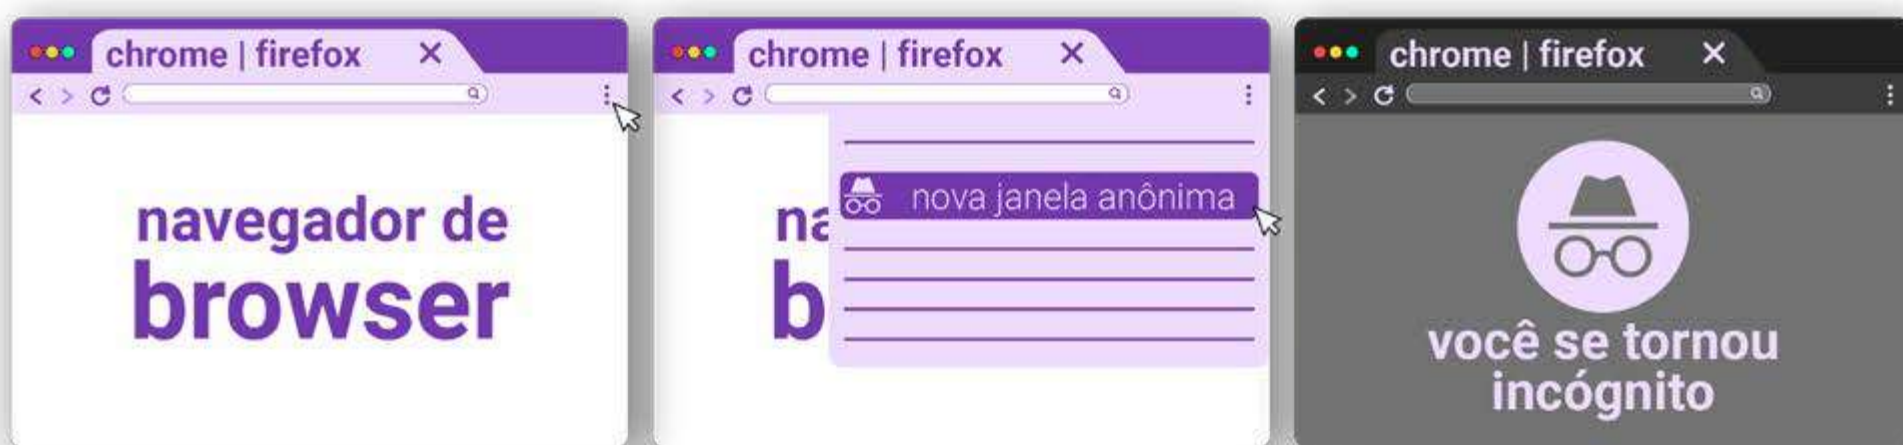 chrome | firefox
navegador de
browser
chrome | firefox
nova janela anônima
na
b
chrome | firefox
você se tornou
incógnito